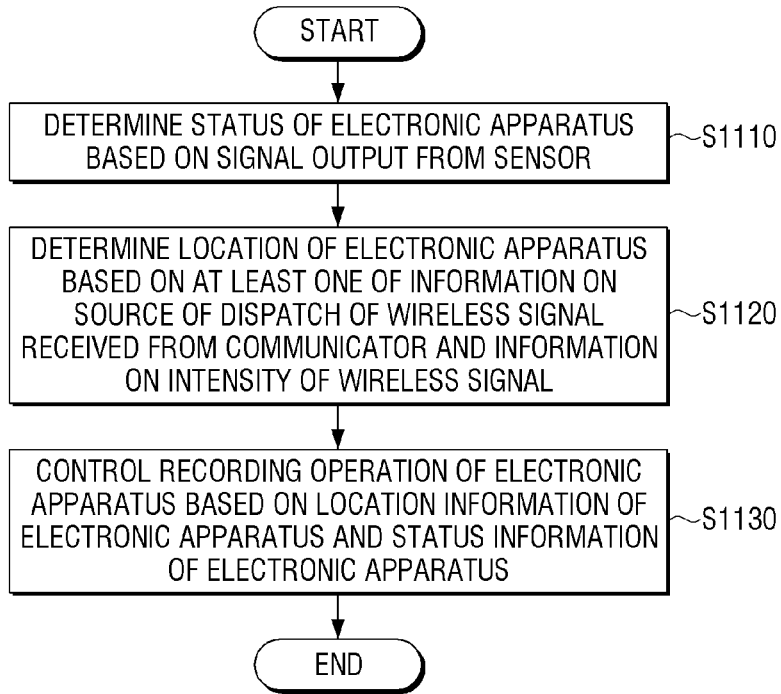 START
DETERMINE STATUS OF ELECTRONIC APPARATUS
BASED ON SIGNAL OUTPUT FROM SENSOR
S1110
DETERMINE LOCATION OF ELECTRONIC APPARATUS
BASED ON AT LEAST ONE OF INFORMATION ON
SOURCE OF DISPATCH OF WIRELESS SIGNAL
RECEIVED FROM COMMUNICATOR AND INFORMATION
ON INTENSITY OF WIRELESS SIGNAL
S1120
CONTROL RECORDING OPERATION OF ELECTRONIC
APPARATUS BASED ON LOCATION INFORMATION OF
ELECTRONIC APPARATUS AND STATUS INFORMATION
OF ELECTRONIC APPARATUS
S1130
END